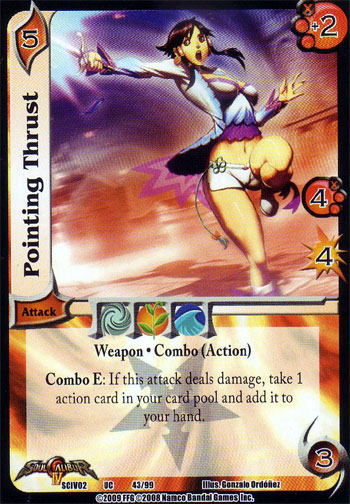 5
+2
Pointing Thrust
4
4
Attack
Weapon • Combo (Action)
Combo E: If this attack deals damage, take 1
action card in your card pool and add it to
your hand.
3
SOULCALIBUR
IV
SCIV02 UC 43/99 Illus. Gonzalo Ordóñez
©2009 FFG ©2008 Namco Bandai Games Inc.